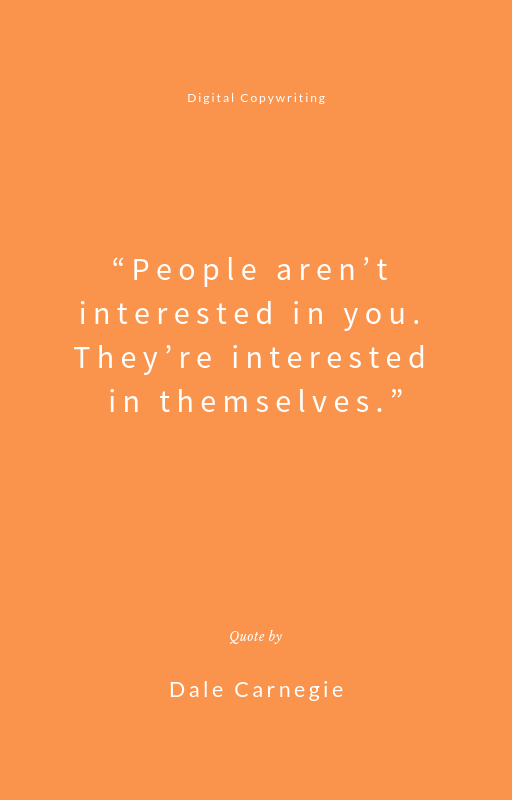 Digital Copywriting
“People aren’t
interested in you.
They’re interested
in themselves.”
Quote by
Dale Carnegie